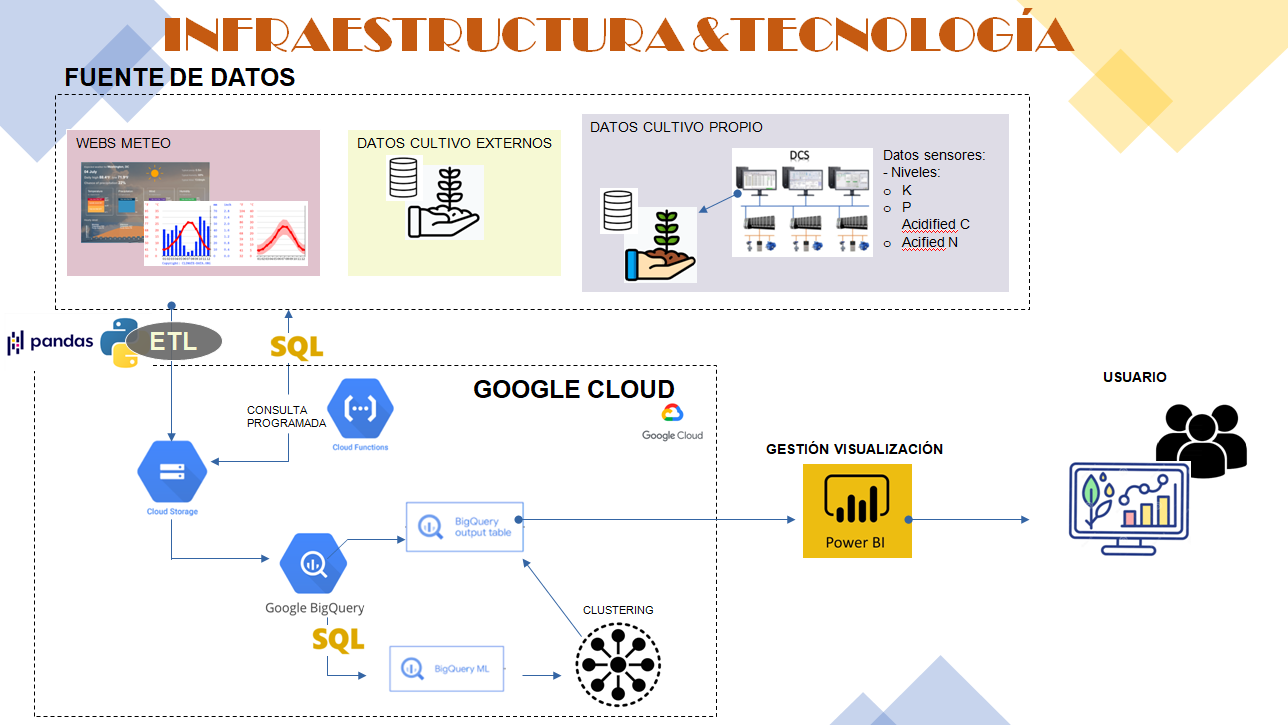 INFRAESTRUCTURA & TECNOLOGÍA
FUENTE DE DATOS
WEBS METEO
DATOS CULTIVO EXTERNOS
DATOS CULTIVO PROPIO
DCS
Datos sensores:
- Niveles:
o K
o P
Acidified C
o Acified N
pandas
ETL
SQL
GOOGLE CLOUD
Google Cloud
CONSULTA
PROGRAMADA
Cloud Functions
Cloud Storage
BigQuery
output table
Google BigQuery
SQL
BigQuery ML
CLUSTERING
GESTIÓN VISUALIZACIÓN
Power BI
USUARIO